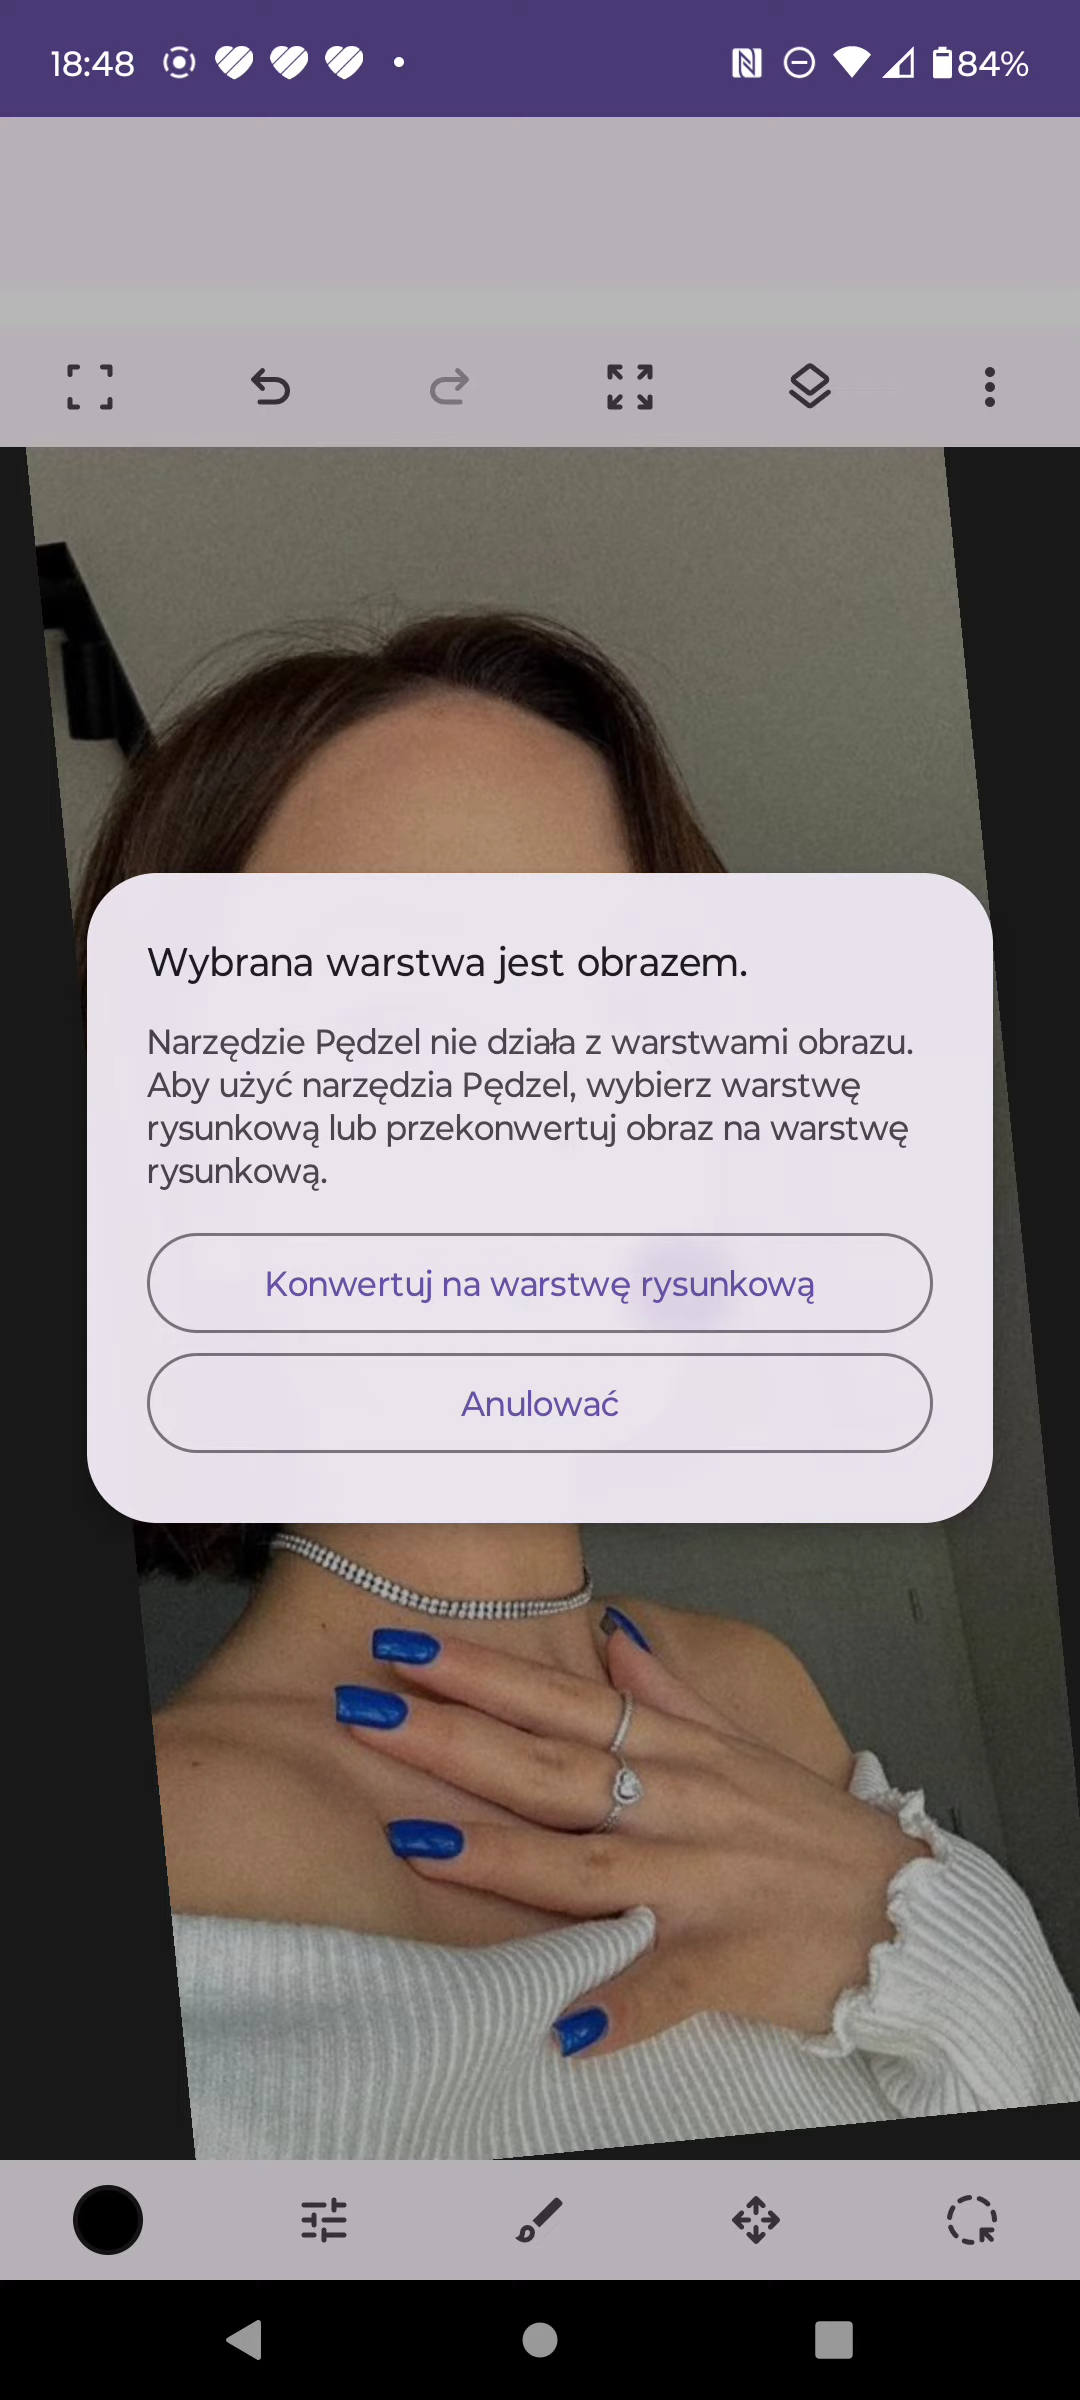 18:48
84%
Wybrana warstwa jest obrazem.
Narzędzie Pędzel nie działa z warstwami obrazu.
Aby użyć narzędzia Pędzel, wybierz warstwę
rysunkową lub przekonwertuj obraz na warstwę
rysunkową.
Konwertuj na warstwę rysunkową
Anulować